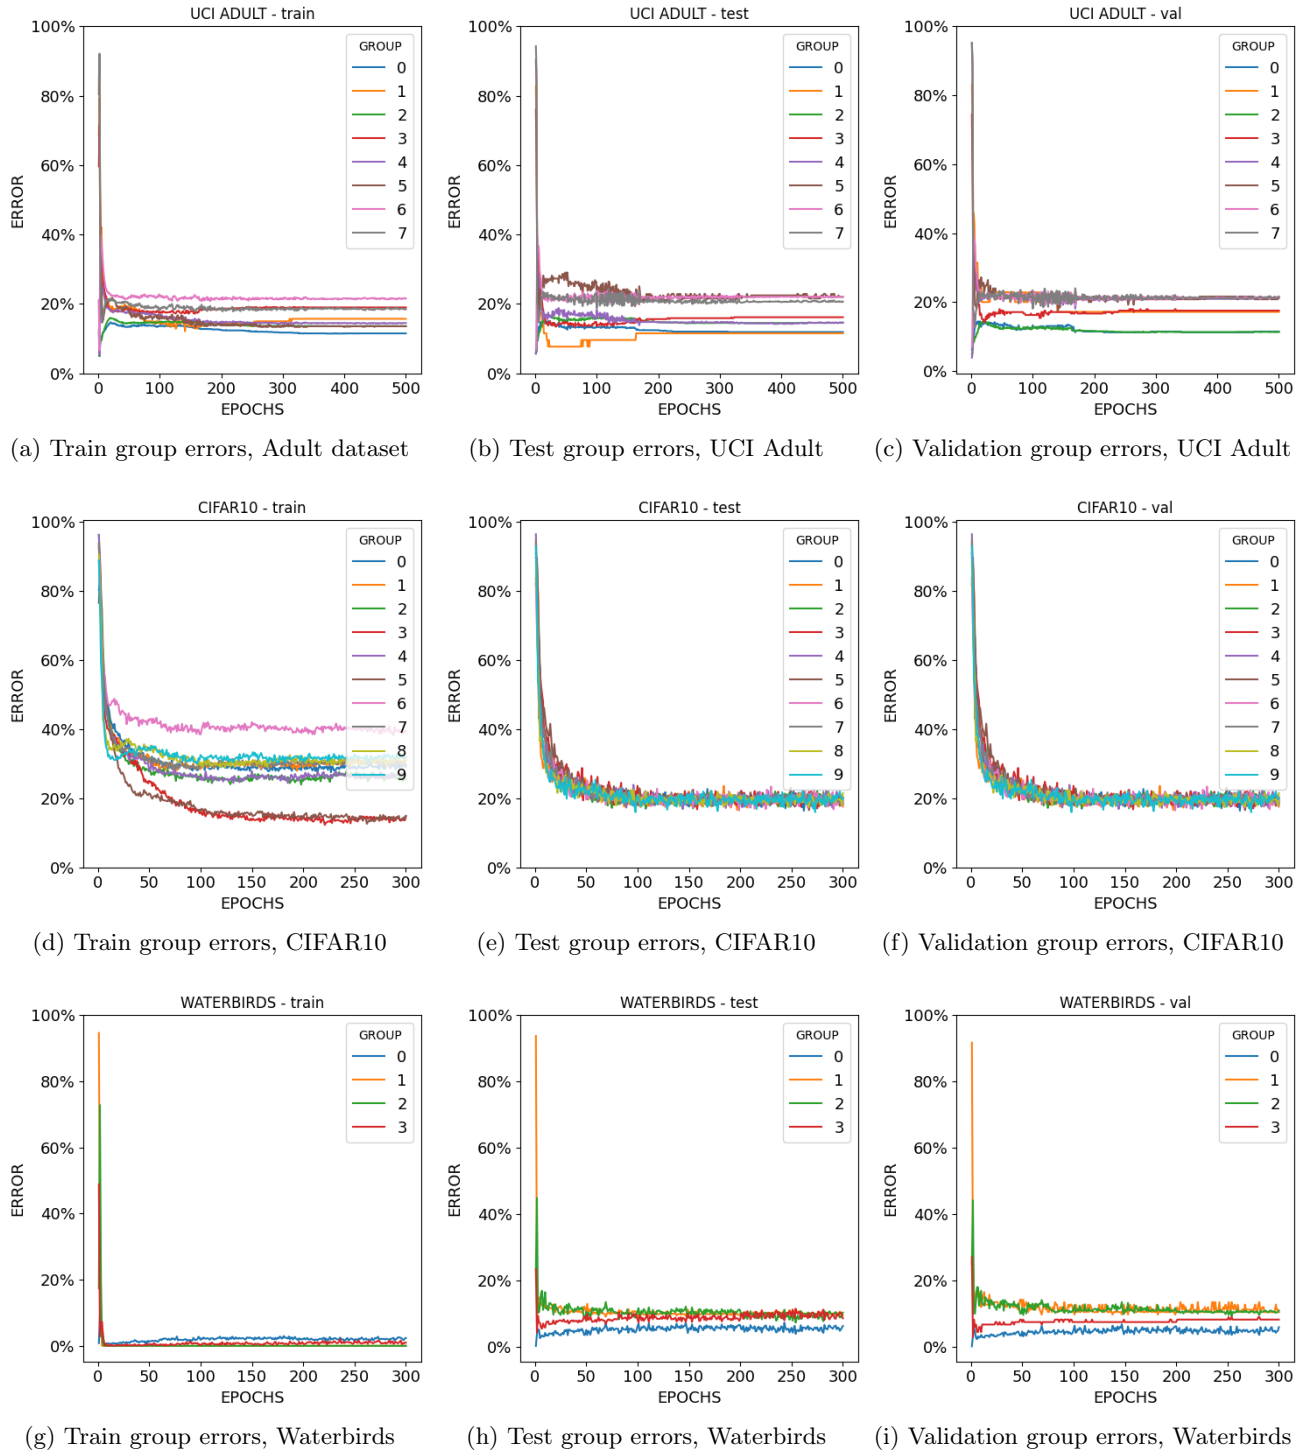 UCI ADULT - train
100%
80%
60%
40%
20%
0%
ERROR
0 100 200 300 400 500
EPOCHS
GROUP
0
1
2
3
4
5
6
7
(a) Train group errors, Adult dataset
UCI ADULT - test
100%
80%
60%
40%
20%
0%
ERROR
0 100 200 300 400 500
EPOCHS
GROUP
0
1
2
3
4
5
6
7
(b) Test group errors, UCI Adult
UCI ADULT - val
100%
80%
60%
40%
20%
0%
ERROR
0 100 200 300 400 500
EPOCHS
GROUP
0
1
2
3
4
5
6
7
(c) Validation group errors, UCI Adult
CIFAR10 - train
100%
80%
60%
40%
20%
0%
ERROR
0 50 100 150 200 250 300
EPOCHS
GROUP
0
1
2
3
4
5
6
7
8
9
(d) Train group errors, CIFAR10
CIFAR10 - test
100%
80%
60%
40%
20%
0%
ERROR
0 50 100 150 200 250 300
EPOCHS
GROUP
0
1
2
3
4
5
6
7
8
9
(e) Test group errors, CIFAR10
CIFAR10 - val
100%
80%
60%
40%
20%
0%
ERROR
0 50 100 150 200 250 300
EPOCHS
GROUP
0
1
2
3
4
5
6
7
8
9
(f) Validation group errors, CIFAR10
WATERBIRDS - train
100%
80%
60%
40%
20%
0%
ERROR
0 50 100 150 200 250 300
EPOCHS
GROUP
0
1
2
3
(g) Train group errors, Waterbirds
WATERBIRDS - test
100%
80%
60%
40%
20%
0%
ERROR
0 50 100 150 200 250 300
EPOCHS
GROUP
0
1
2
3
(h) Test group errors, Waterbirds
WATERBIRDS - val
100%
80%
60%
40%
20%
0%
ERROR
0 50 100 150 200 250 300
EPOCHS
GROUP
0
1
2
3
(i) Validation group errors, Waterbirds